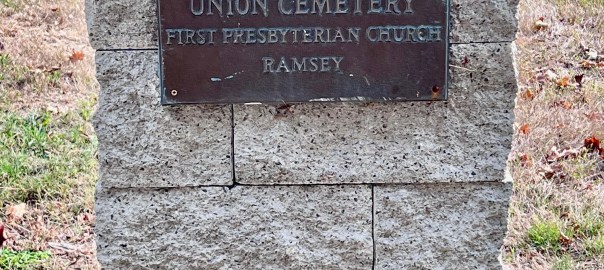 UNION CEMETERY
FIRST PRESBYTERIAN CHURCH
RAMSEY